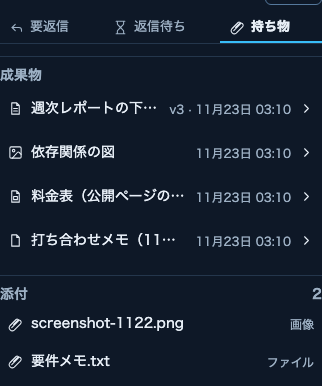 要返信 返信待ち 持ち物
成果物
週次レポートの下… v3 · 11月23日 03:10
依存関係の図 11月23日 03:10
料金表（公開ページの… 11月23日 03:10
打ち合わせメモ（11… 11月23日 03:10
添付 2
screenshot-1122.png 画像
要件メモ.txt ファイル